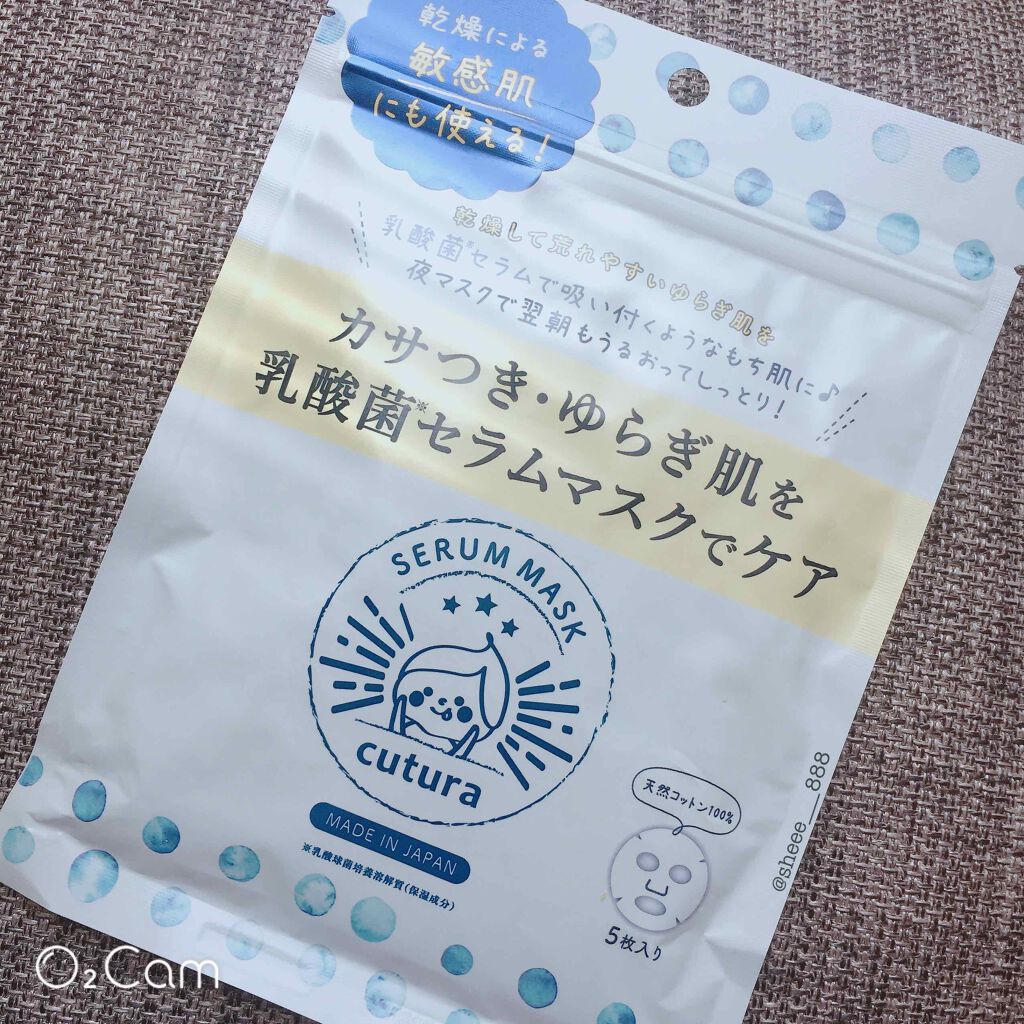 乾燥による
敏感肌
にも使える!
乾燥して荒れやすいゆらぎ肌を
乳酸菌※セラムで吸い付くようなもち肌に♪
夜マスクで翌朝もうるおってしっとり!
カサつき・ゆらぎ肌を
乳酸菌※セラムマスクでケア
SERUM MASK
cutura
MADE IN JAPAN
※乳酸球菌培養溶解質(保湿成分)
天然コットン100%
5枚入り
@sheee___888
O₂Cam